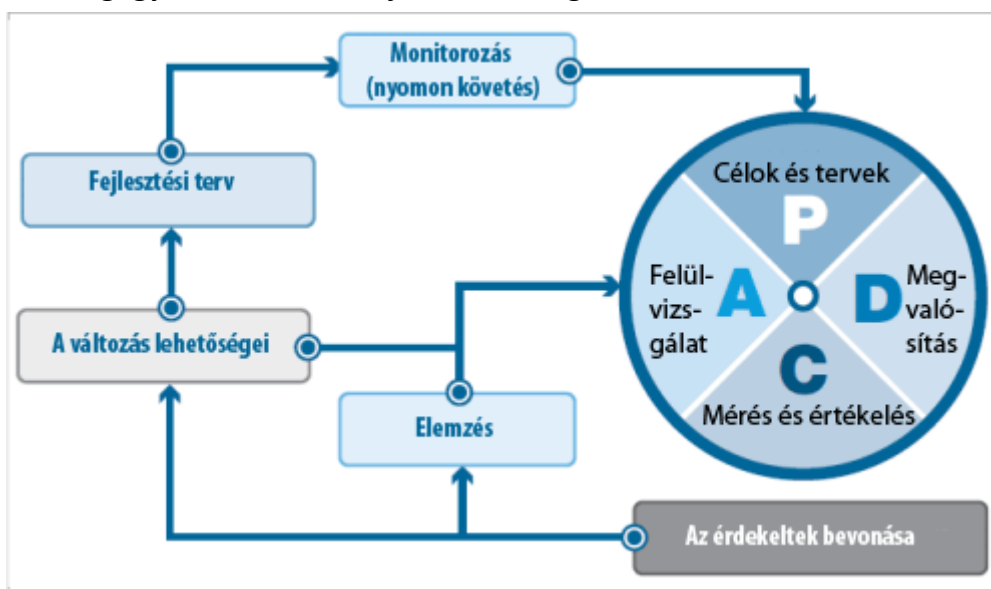 Monitorozás
(nyomon követés)
Célok és tervek
P
Fejlesztési terv
Felül-
vizs-
gálat
A
D
Meg-
való-
sítás
A változás lehetőségei
C
Mérés és értékelés
Elemzés
Az érdekeltek bevonása